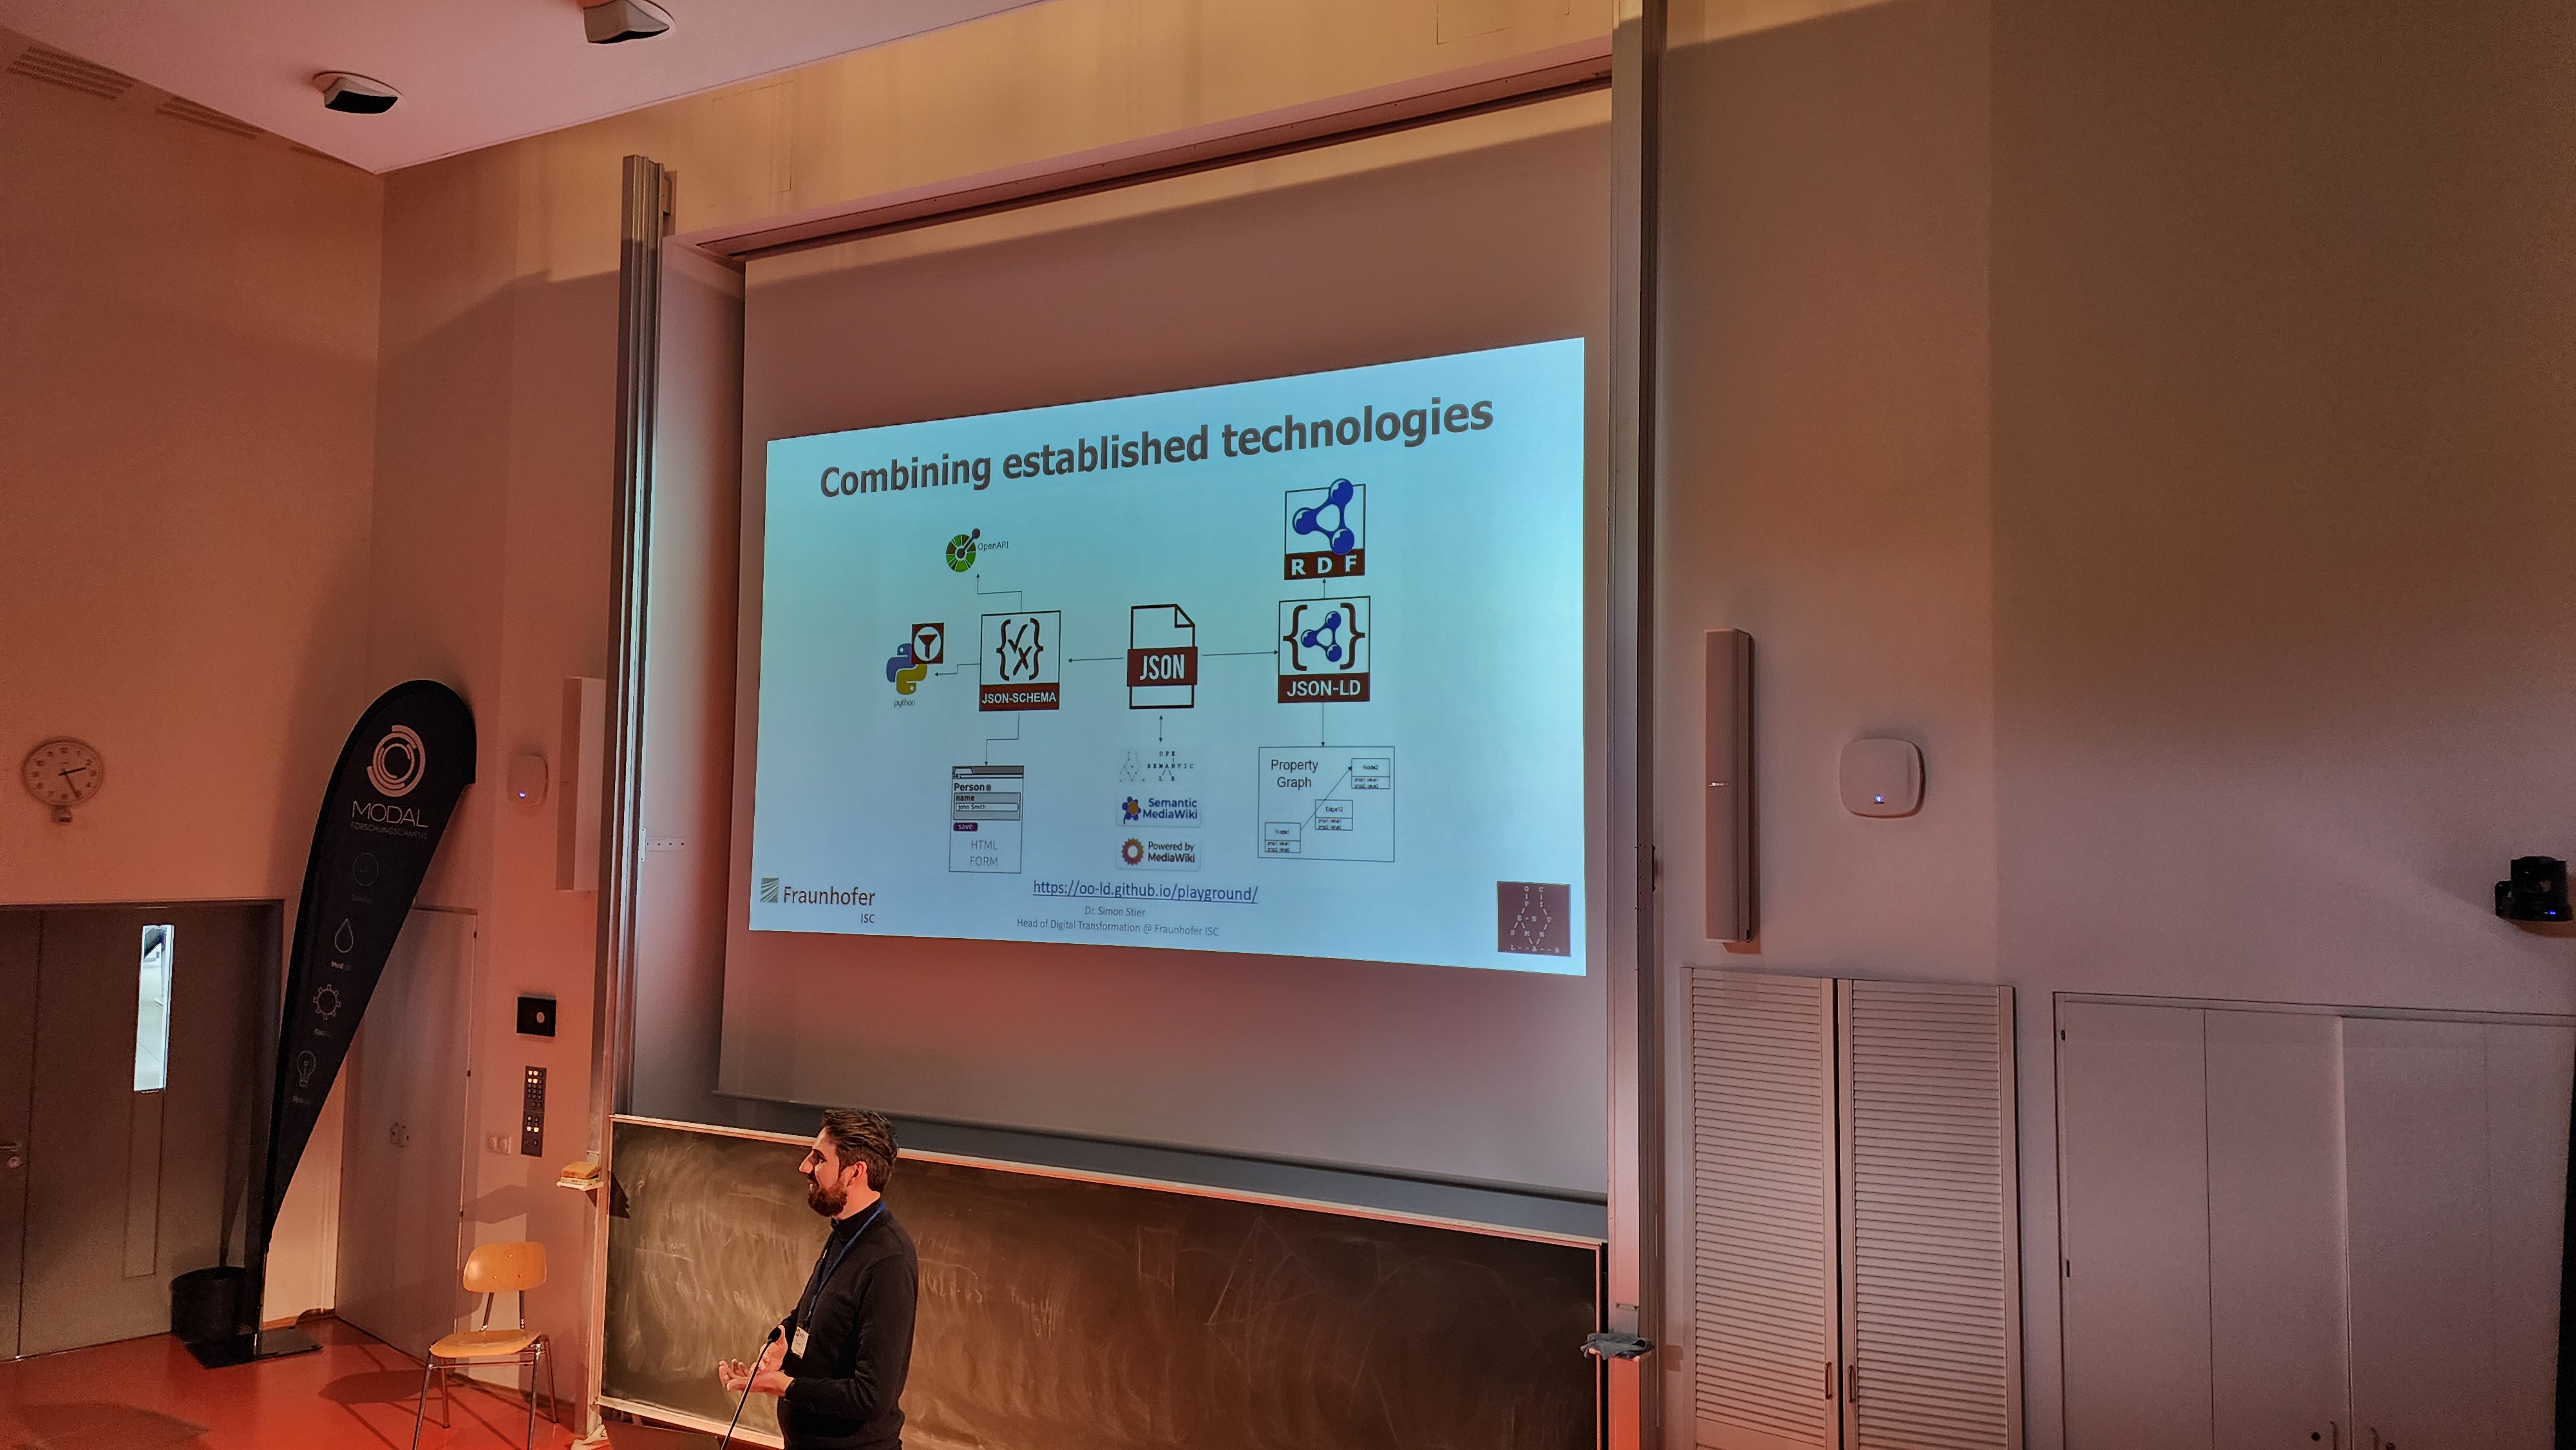 Combining established technologies
OpenAPI
R D F
python
JSON-SCHEMA
JSON
JSON-LD
Person
name
John Smith
save
HTML
FORM
OPE
SEMANTIC
L B
Semantic
MediaWiki
Powered by
MediaWiki
Property
Graph
Node2
Edge12
Node1
Fraunhofer
ISC
https://oo-ld.github.io/playground/
Dr. Simon Stier
Head of Digital Transformation @ Fraunhofer ISC
MODAL
FORSCHUNGSCAMPUS